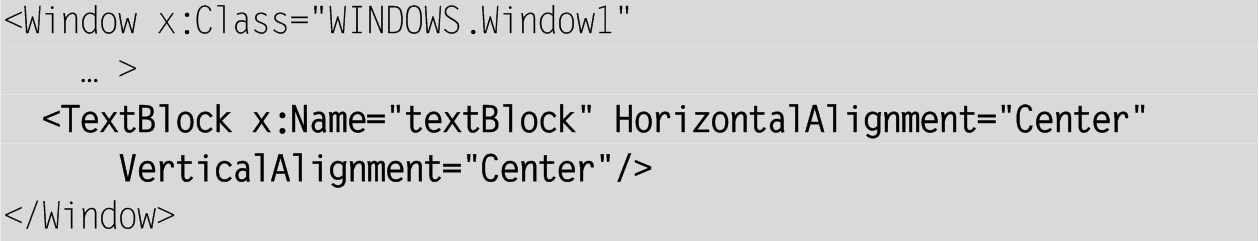 <Window x:Class="WINDOWS.Window1"
… >
<TextBlock x:Name="textBlock" HorizontalAlignment="Center"
VerticalAlignment="Center"/>
</Window>